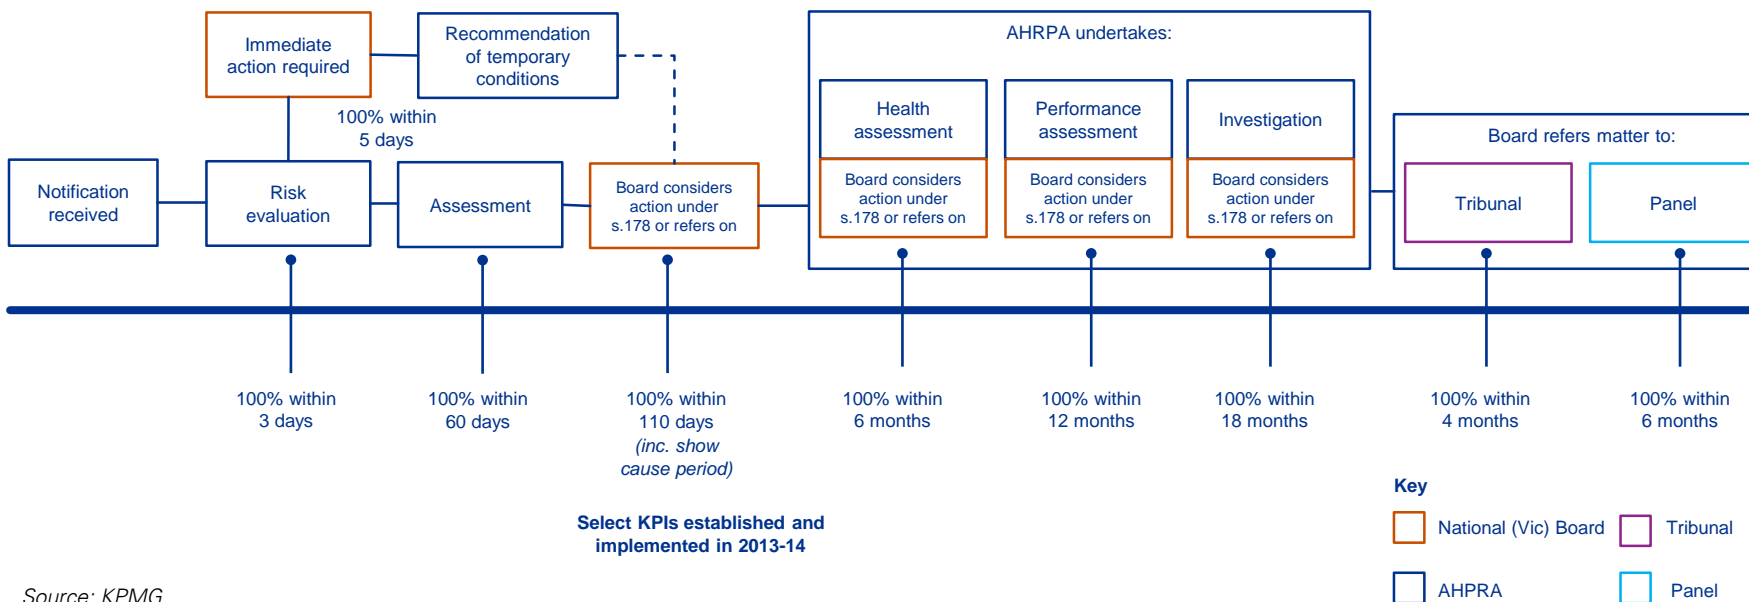 Immediate
action required
Recommendation
of temporary
conditions
100% within
5 days
Notification
received
Risk
evaluation
Assessment
Board considers
action under
s.178 or refers on
AHRPA undertakes:
Health
assessment
Board considers
action under
s.178 or refers on
Performance
assessment
Board considers
action under
s.178 or refers on
Investigation
Board considers
action under
s.178 or refers on
Board refers matter to:
Tribunal
Panel
100% within
3 days
100% within
60 days
100% within
110 days
(inc. show
cause period)
100% within
6 months
100% within
12 months
100% within
18 months
100% within
4 months
100% within
6 months
Select KPIs established and
implemented in 2013-14
Key
National (Vic) Board
Tribunal
AHPRA
Panel
Source: KPMG